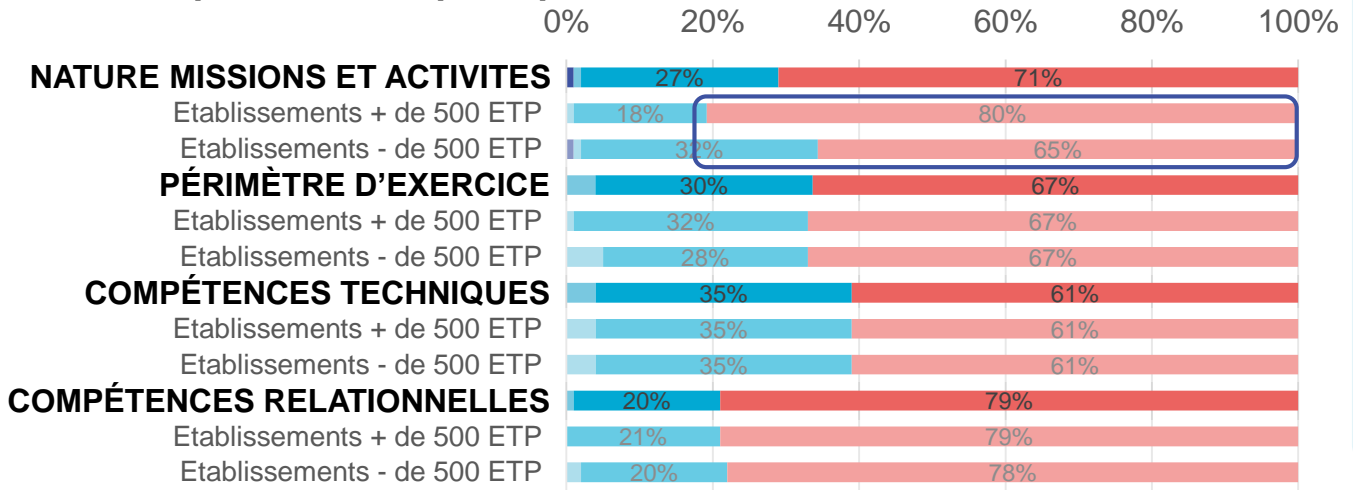 0% 20% 40% 60% 80% 100%
NATURE MISSIONS ET ACTIVITES 27% 71%
Etablissements + de 500 ETP 18% 80%
Etablissements - de 500 ETP 32% 65%
PÉRIMÈTRE D'EXERCICE 30% 67%
Etablissements + de 500 ETP 32% 67%
Etablissements - de 500 ETP 28% 67%
COMPÉTENCES TECHNIQUES 35% 61%
Etablissements + de 500 ETP 35% 61%
Etablissements - de 500 ETP 35% 61%
COMPÉTENCES RELATIONNELLES 20% 79%
Etablissements + de 500 ETP 21% 79%
Etablissements - de 500 ETP 20% 78%